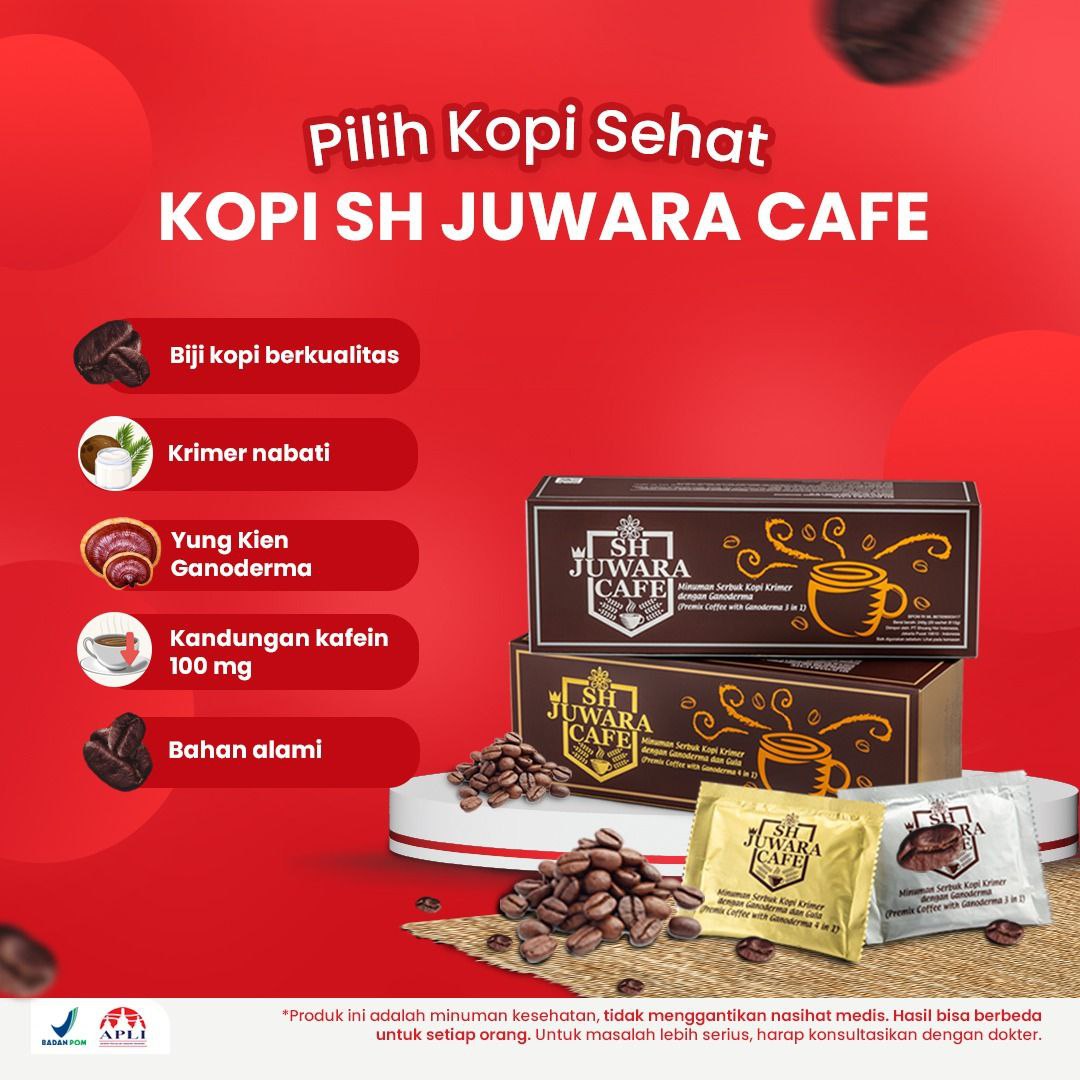 Pilih Kopi Sehat
KOPI SH JUWARA CAFE
Biji kopi berkualitas
Krimer nabati
Yung Kien
Ganoderma
Kandungan kafein
100 mg
Bahan alami
SH
JUWARA
CAFE
Minuman Serbuk Kopi Krimer
dengan Ganoderma
(Premix Coffee with Ganoderma 3 in 1)
SH
JUWARA
CAFE
Minuman Serbuk Kopi Krimer
dengan Ganoderma dan Gula
(Premix Coffee with Ganoderma 4 in 1)
SH
JUWARA
CAFE
Minuman Serbuk Kopi Krimer
dengan Ganoderma dan Gula
(Premix Coffee with Ganoderma 4 in 1)
SH
RA
E
Minuman Serbuk Kopi Krimer
dengan Ganoderma
(Premix Coffee with Ganoderma 3 in 1)
BADAN POM
APLI
*Produk ini adalah minuman kesehatan, tidak menggantikan nasihat medis. Hasil bisa berbeda
untuk setiap orang. Untuk masalah lebih serius, harap konsultasikan dengan dokter.